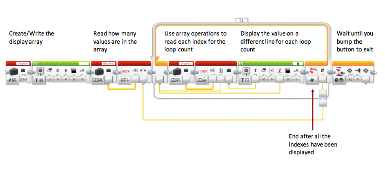 Create/Write the
display array
Read how many
values are in the
array
Use array operations to
read each index for the
loop count
Display the value on
a different line for each loop
count
Wait until you
bump the
button to exit
End after all the
indexes have been
displayed